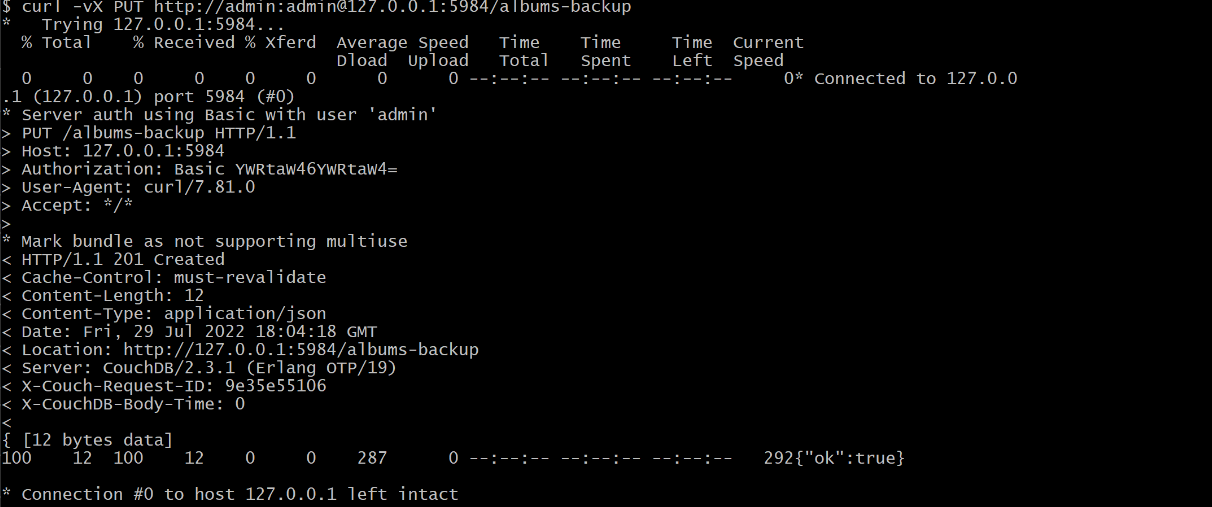 $ curl -vX PUT http://admin:admin@127.0.0.1:5984/albums-backup
*   Trying 127.0.0.1:5984...
  % Total    % Received % Xferd  Average Speed   Time    Time     Time  Current
                                 Dload  Upload   Total   Spent    Left  Speed
  0     0    0     0    0     0      0      0 --:--:-- --:--:-- --:--:--     0* Connected to 127.0.0
.1 (127.0.0.1) port 5984 (#0)
* Server auth using Basic with user 'admin'
> PUT /albums-backup HTTP/1.1
> Host: 127.0.0.1:5984
> Authorization: Basic YWRtaW46YWRtaW4=
> User-Agent: curl/7.81.0
> Accept: */*
>
* Mark bundle as not supporting multiuse
< HTTP/1.1 201 Created
< Cache-Control: must-revalidate
< Content-Length: 12
< Content-Type: application/json
< Date: Fri, 29 Jul 2022 18:04:18 GMT
< Location: http://127.0.0.1:5984/albums-backup
< Server: CouchDB/2.3.1 (Erlang OTP/19)
< X-Couch-Request-ID: 9e35e55106
< X-CouchDB-Body-Time: 0
<
{ [12 bytes data]
100    12  100    12    0     0    287      0 --:--:-- --:--:-- --:--:--   292{"ok":true}
* Connection #0 to host 127.0.0.1 left intact